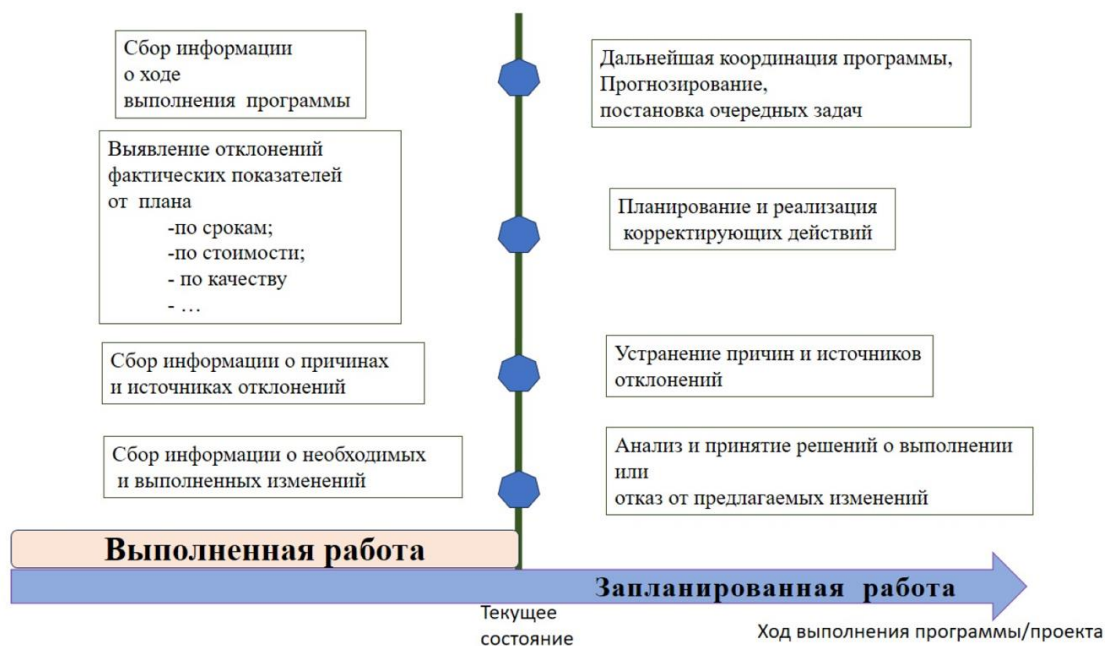 Сбор информации
о ходе
выполнения программы
Дальнейшая координация программы,
Прогнозирование,
постановка очередных задач
Выявление отклонений
фактических показателей
от плана
-по срокам;
-по стоимости;
- по качеству
- ...
Планирование и реализация
корректирующих действий
Сбор информации о причинах
и источниках отклонений
Устранение причин и источников
отклонений
Сбор информации о необходимых
и выполненных изменений
Анализ и принятие решений о выполнении
или
отказ от предлагаемых изменений
Выполненная работа
Запланированная работа
Текущее
состояние
Ход выполнения программы/проекта